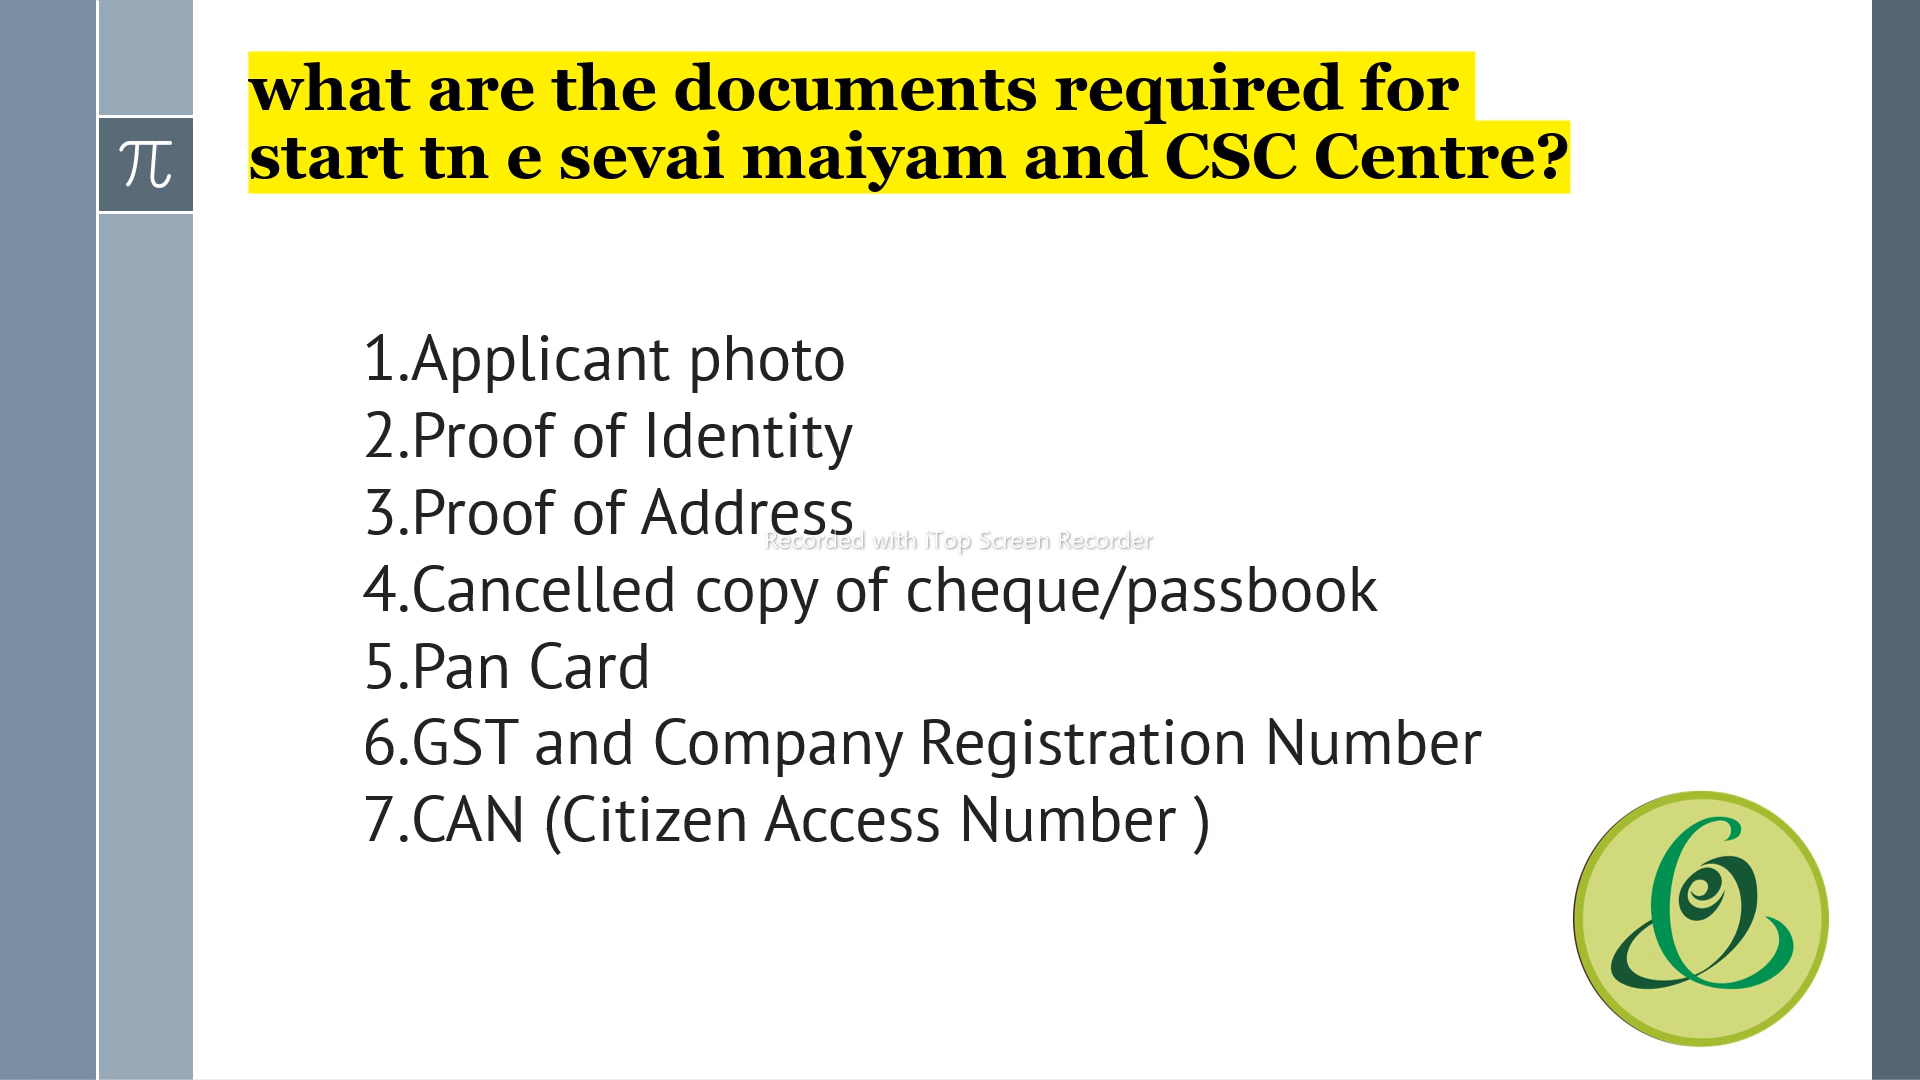 what are the documents required for
start tn e sevai maiyam and CSC Centre?
π
1.Applicant photo
2.Proof of Identity
3.Proof of Address
Recorded with iTop Screen Recorder
4.Cancelled copy of cheque/passbook
5.Pan Card
6.GST and Company Registration Number
7.CAN (Citizen Access Number )